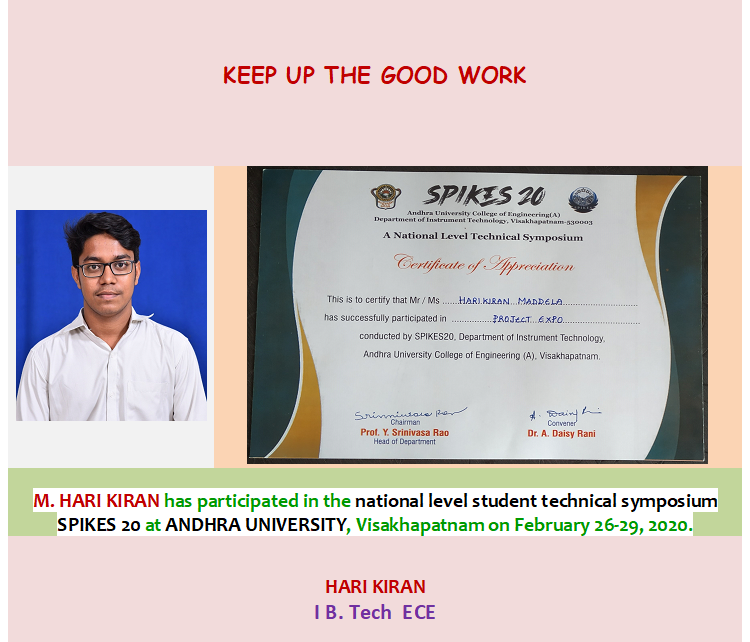 KEEP UP THE GOOD WORK
SPIKES 20
Andhra University College of Engineering(A)
Department of Instrument Technology, Visakhapatnam-530003
A National Level Technical Symposium
Certificate of Appreciation
This is to certify that Mr / Ms ......HARI KIRAN MADDELA......
has successfully participated in ......PROJECT EXPO......
conducted by SPIKES20, Department of Instrument Technology,
Andhra University College of Engineering (A), Visakhapatnam.
Srinivasa Rao
Chairman
Prof. Y. Srinivasa Rao
Head of Department
A. Daisy Rani
Convener
Dr. A. Daisy Rani
M. HARI KIRAN has participated in the national level student technical symposium
SPIKES 20 at ANDHRA UNIVERSITY, Visakhapatnam on February 26-29, 2020.
HARI KIRAN
I B. Tech ECE